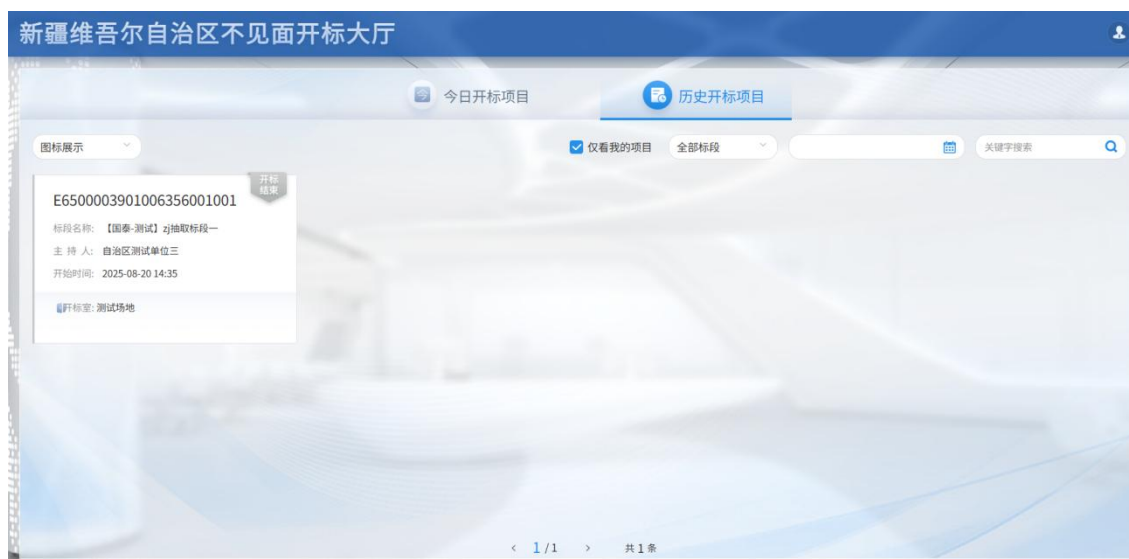 新疆维吾尔自治区不见面开标大厅
今日开标项目
历史开标项目
图标展示
仅看我的项目
全部标段
关键字搜索
开标
结束
E6500003901006356001001
标段名称: 【国泰-测试】zj抽取标段一
主 持 人: 自治区测试单位三
开始时间: 2025-08-20 14:35
开标室: 测试场地
< 1 /1 > 共 1 条